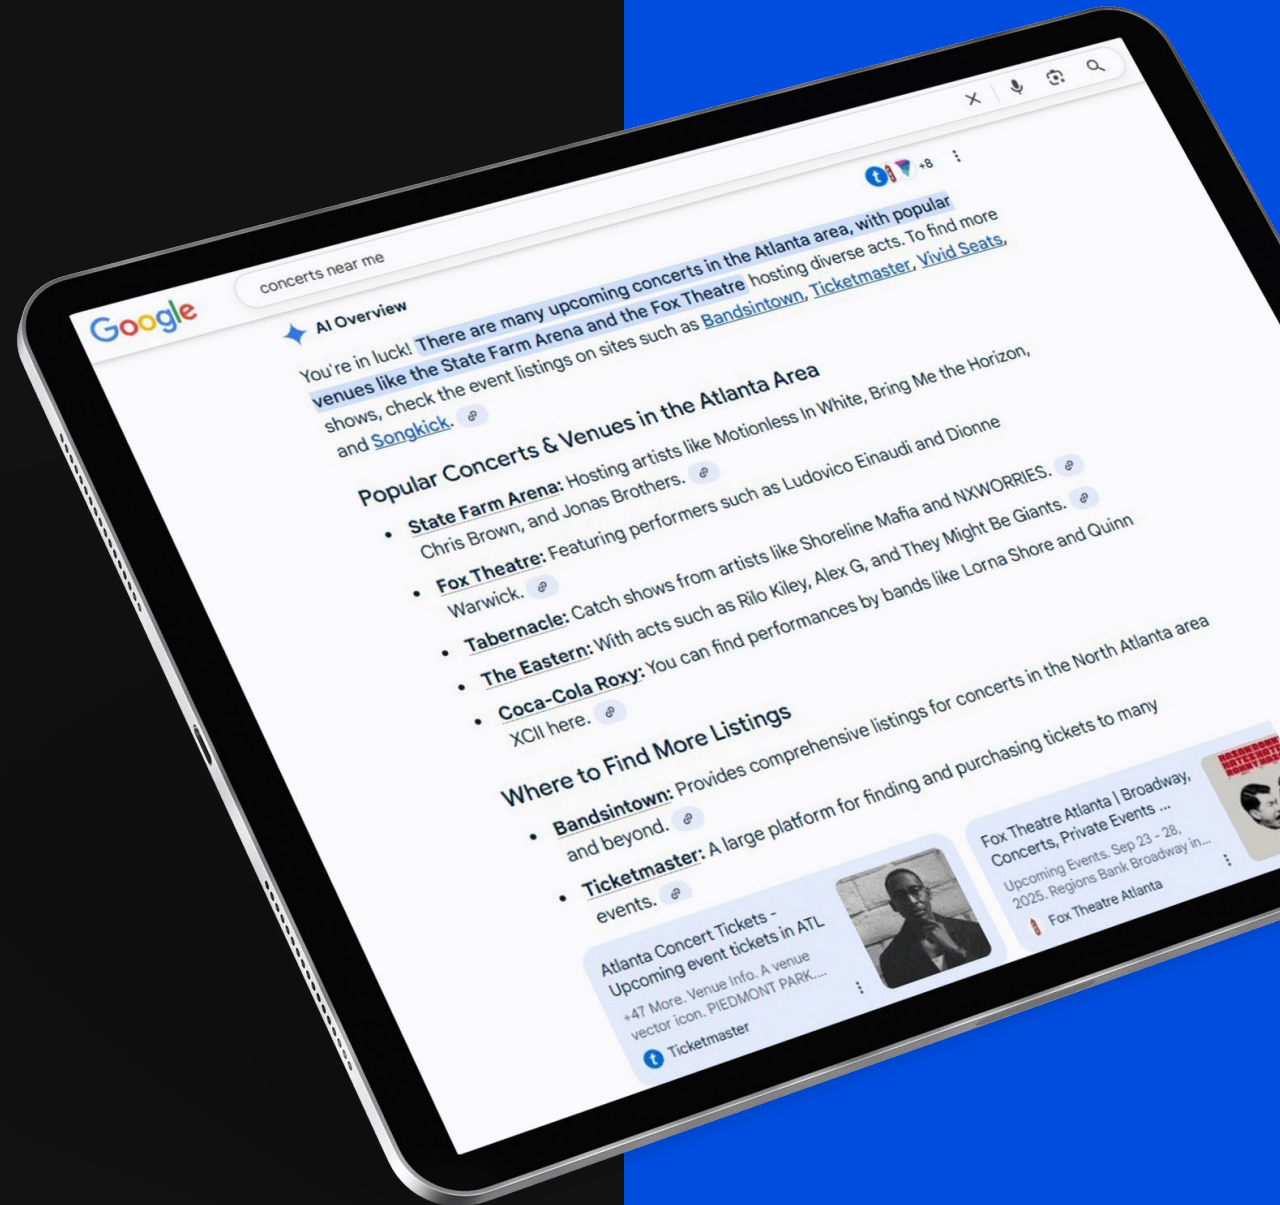 Google
concerts near me
+8
AI Overview
You're in luck! There are many upcoming concerts in the Atlanta area, with popular
venues like the State Farm Arena and the Fox Theatre hosting diverse acts. To find more
shows, check the event listings on sites such as Bandsintown, Ticketmaster, Vivid Seats,
and Songkick.
Popular Concerts & Venues in the Atlanta Area
• State Farm Arena: Hosting artists like Motionless In White, Bring Me the Horizon,
Chris Brown, and Jonas Brothers.
• Fox Theatre: Featuring performers such as Ludovico Einaudi and Dionne
Warwick.
• Tabernacle: Catch shows from artists like Shoreline Mafia and NXWORRIES.
• The Eastern: With acts such as Rilo Kiley, Alex G, and They Might Be Giants.
• Coca-Cola Roxy: You can find performances by bands like Lorna Shore and Quinn
XCII here.
Where to Find More Listings
• Bandsintown: Provides comprehensive listings for concerts in the North Atlanta area
and beyond.
• Ticketmaster: A large platform for finding and purchasing tickets to many
events.
Atlanta Concert Tickets -
Upcoming event tickets in ATL
+47 More. Venue Info. A venue
vector icon. PIEDMONT PARK....
t Ticketmaster
Fox Theatre Atlanta | Broadway,
Concerts, Private Events ...
Upcoming Events. Sep 23 - 28,
2025. Regions Bank Broadway in...
Fox Theatre Atlanta